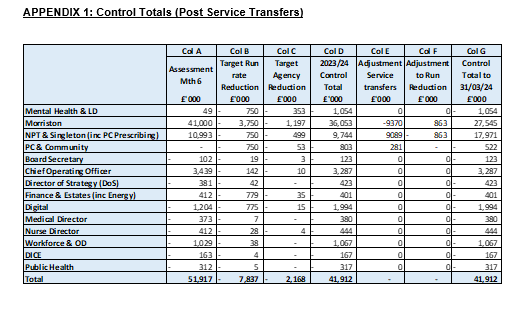 APPENDIX 1: Control Totals (Post Service Transfers)
Col A Col B Col C Col D Col E Col F Col G
Assessment Mth 6 Target Run rate Reduction Target Agency Reduction 2023/24 Control Total Adjustment Service transfers Adjustment to Run Reduction Control Total to 31/03/24
£'000 £'000 £'000 £'000 £'000 £'000 £'000
Mental Health & LD 49 - 750 - 353 - 1,054 0 0 - 1,054
Morriston 41,000 - 3,750 - 1,197 36,053 -9370 863 27,545
NPT & Singleton (inc PC Prescribing) 10,993 - 750 - 499 9,744 9089 - 863 17,971
PC & Community - - 750 - 53 - 803 281 - - 522
Board Secretary - 102 - 19 - 3 - 123 0 0 - 123
Chief Operating Officer 3,439 - 142 - 10 3,287 0 0 3,287
Director of Strategy (DoS) - 381 - 42 - 423 0 0 - 423
Finance & Estates (inc Energy) 412 - 779 - 35 - 401 0 0 - 401
Digital - 1,204 - 775 - 15 - 1,994 0 0 - 1,994
Medical Director - 373 - 7 - 380 0 0 - 380
Nurse Director - 412 - 28 - 4 - 444 0 0 - 444
Workforce & OD - 1,029 - 38 - 1,067 0 0 - 1,067
DICE - 163 - 4 - 167 0 0 - 167
Public Health - 312 - 5 - 317 0 0 - 317
Total 51,917 - 7,837 - 2,168 41,912 - - 41,912